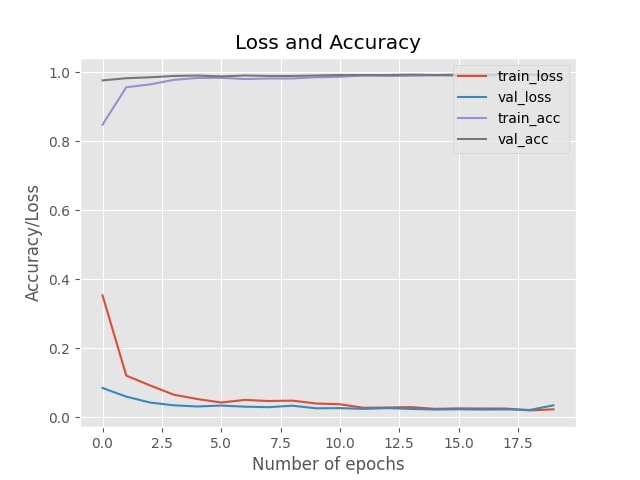 Loss and Accuracy
1.0
0.8
0.6
0.4
0.2
0.0
Accuracy/Loss
train_loss
val_loss
train_acc
val_acc
0.0 2.5 5.0 7.5 10.0 12.5 15.0 17.5
Number of epochs